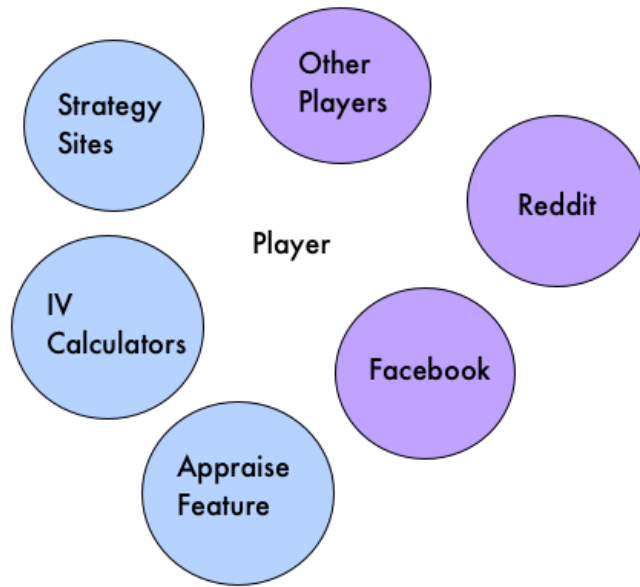 Other
Players
Strategy
Sites
Reddit
Player
IV
Calculators
Facebook
Appraise
Feature